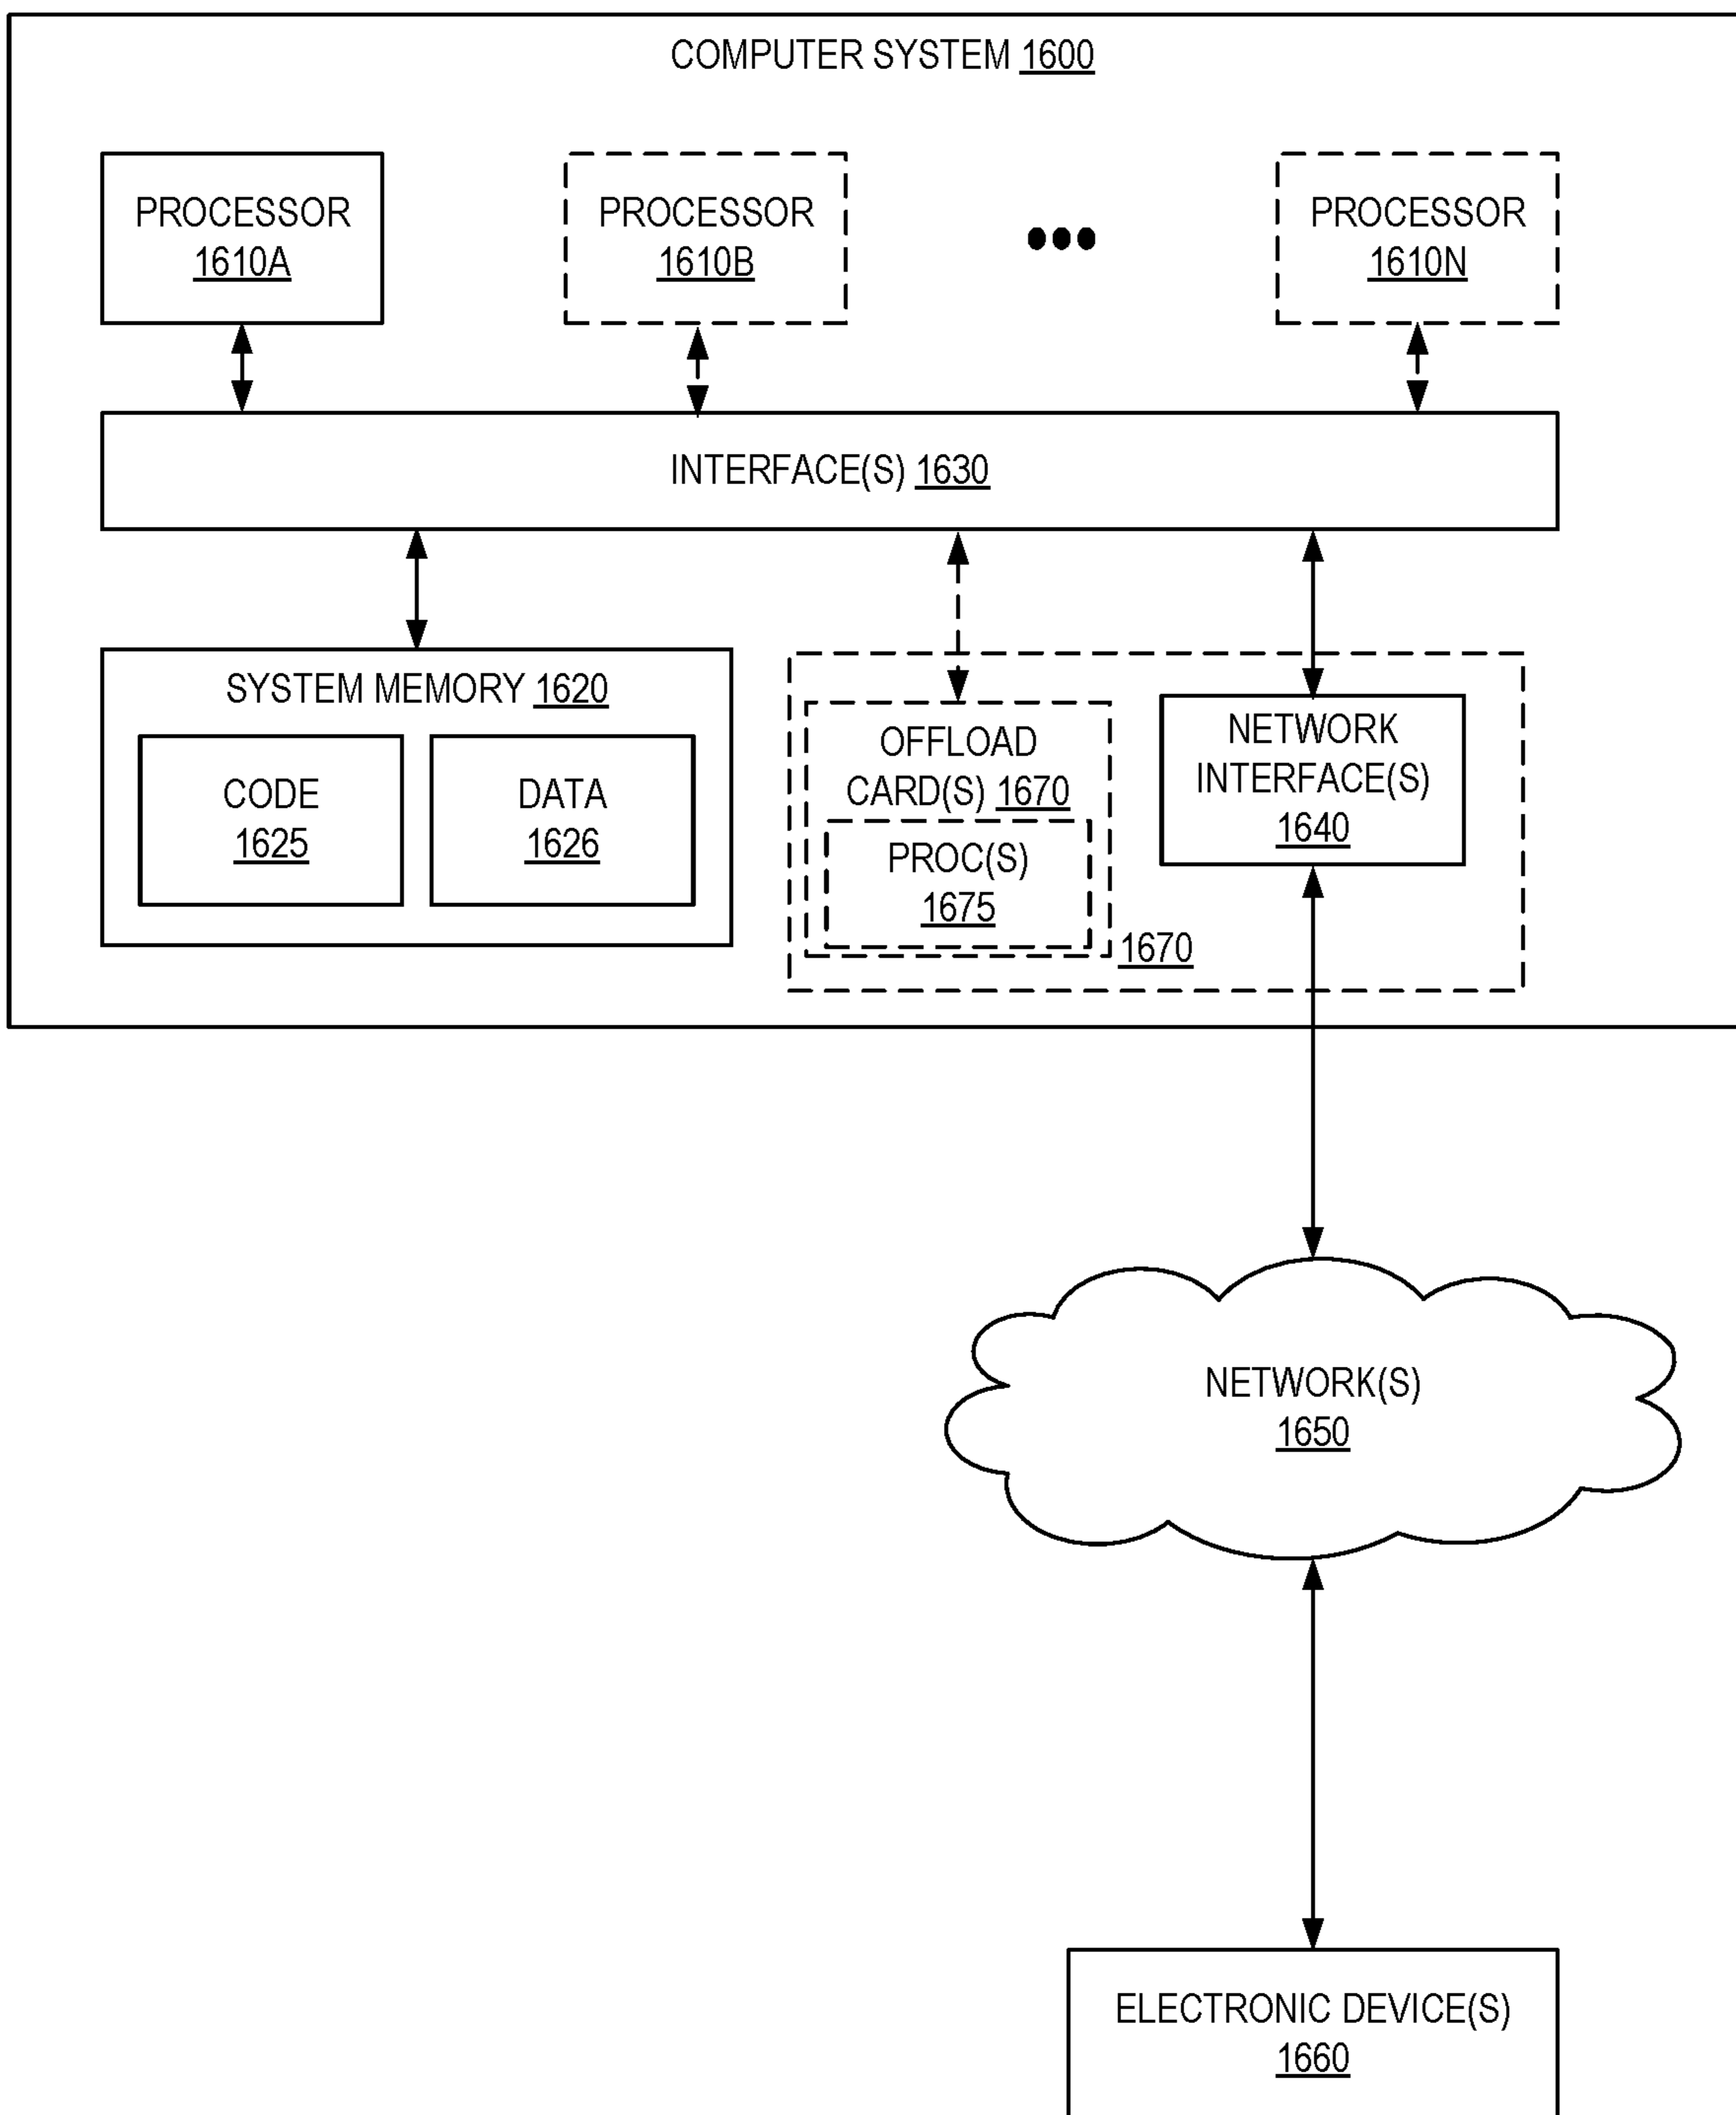 COMPUTER SYSTEM 1600
PROCESSOR
1610A
PROCESSOR
1610B
PROCESSOR
1610N
INTERFACE(S) 1630
SYSTEM MEMORY 1620
CODE
1625
DATA
1626
OFFLOAD
CARD(S) 1670
PROC(S)
1675
1670
NETWORK
INTERFACE(S)
1640
NETWORK(S)
1650
ELECTRONIC DEVICE(S)
1660